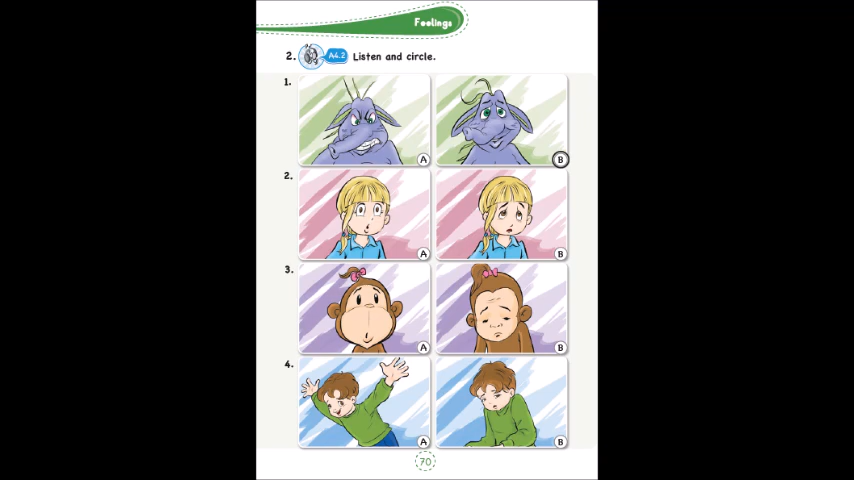 Feelings
2. A4.2 Listen and circle.
1. A B
2. A B
3. A B
4. A B
70